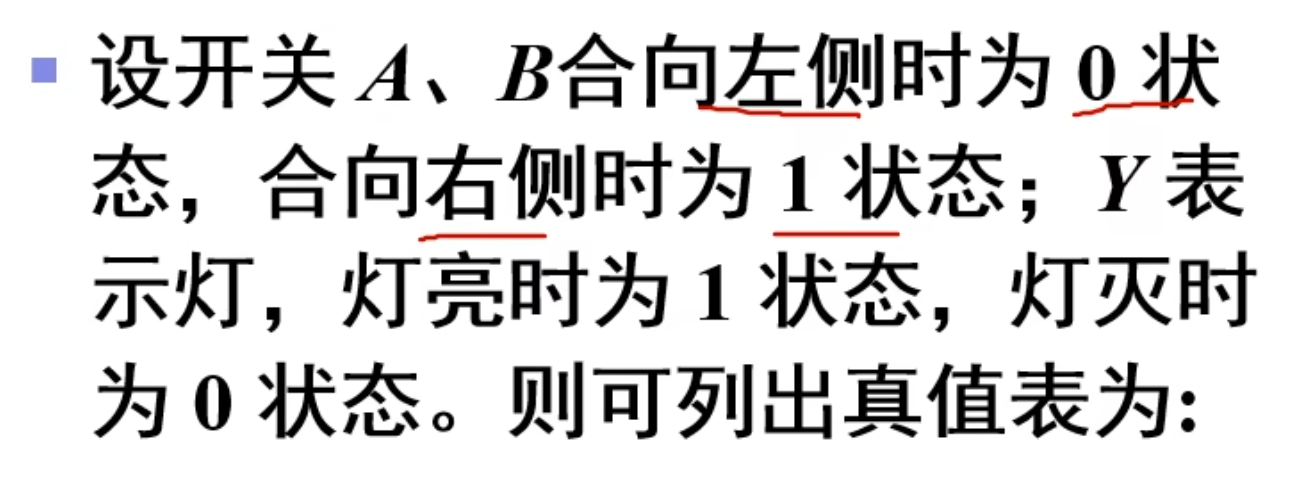 设开关 A、B合向左侧时为 0 状
态，合向右侧时为 1 状态；Y 表
示灯，灯亮时为 1 状态，灯灭时
为 0 状态。则可列出真值表为: